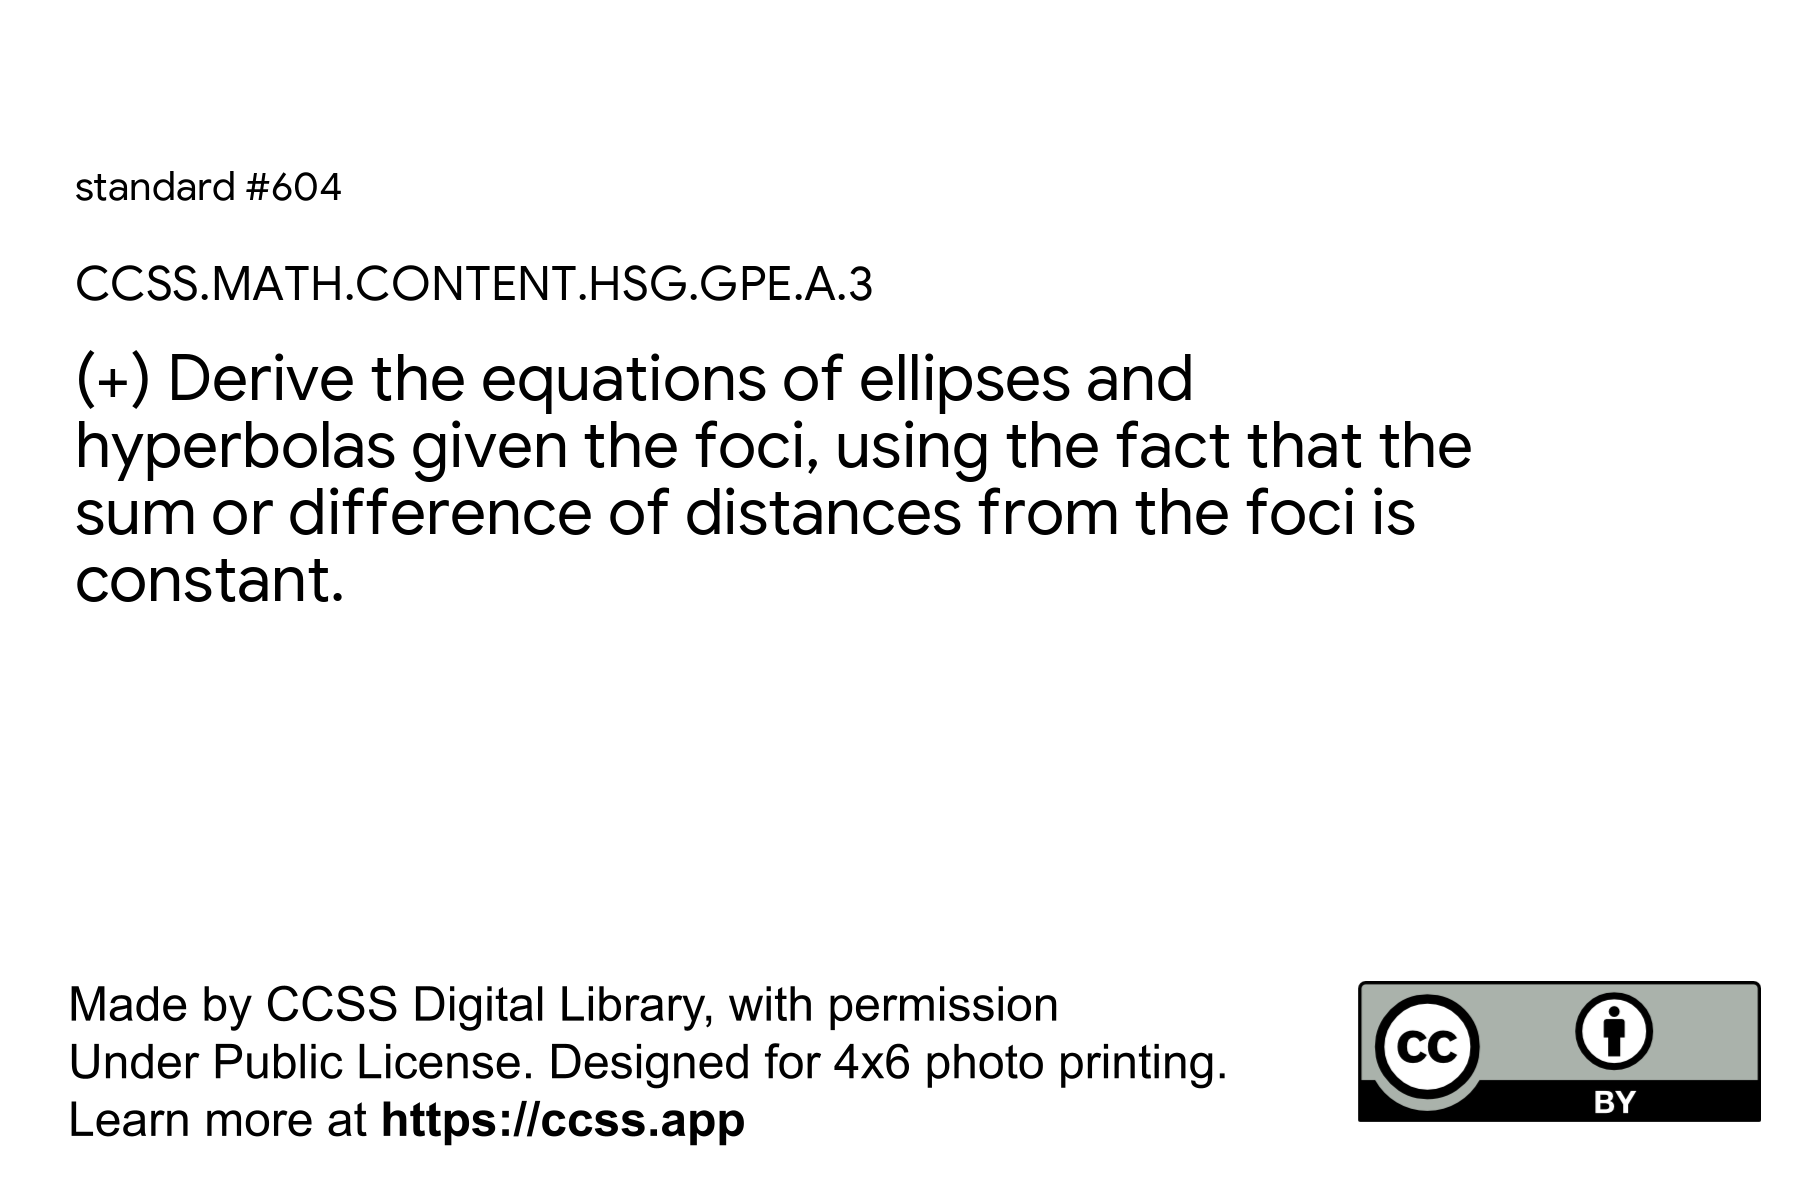 standard #604
CCSS.MATH.CONTENT.HSG.GPE.A.3
(+) Derive the equations of ellipses and
hyperbolas given the foci, using the fact that the
sum or difference of distances from the foci is
constant.
Made by CCSS Digital Library, with permission
Under Public License. Designed for 4x6 photo printing.
Learn more at https://ccss.app
cc
BY